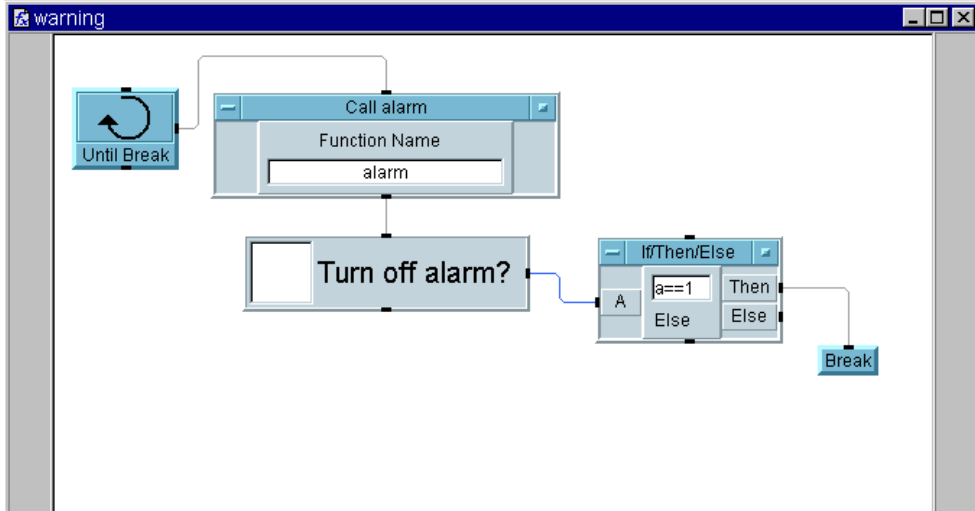 warning
Until Break
Call alarm
Function Name
alarm
Turn off alarm?
If/Then/Else
A
a==1
Else
Then
Else
Break